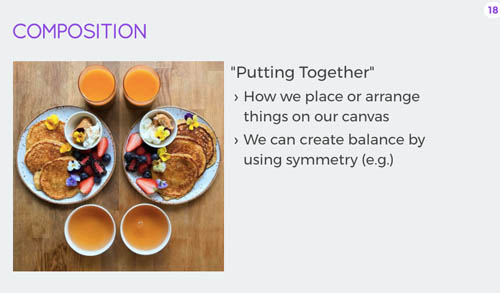 18
COMPOSITION
"Putting Together"
› How we place or arrange
things on our canvas
› We can create balance by
using symmetry (e.g.)